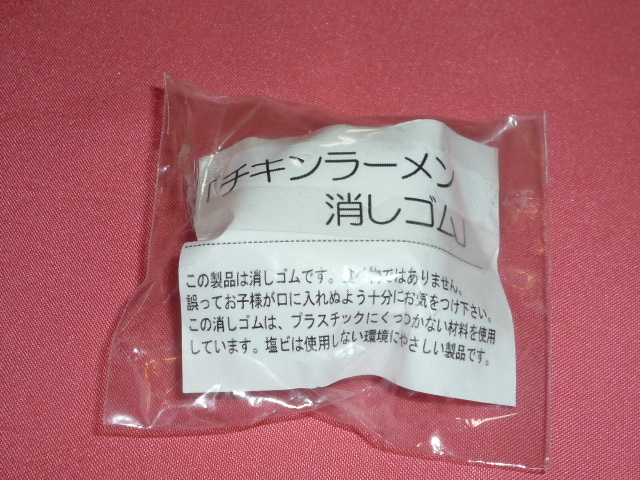 『チキンラーメン
消しゴム』
この製品は消しゴムです。食べ物ではありません。
誤ってお子様が口に入れぬよう十分にお気をつけ下さい。
この消しゴムは、プラスチックにくっつかない材料を使用
しています。塩ビは使用しない環境にやさしい製品です。